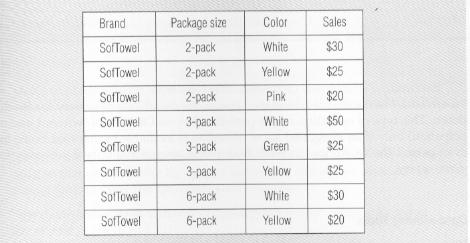 Brand Package size Color Sales
SofTowel 2-pack White $30
SofTowel 2-pack Yellow $25
SofTowel 2-pack Pink $20
SofTowel 3-pack White $50
SofTowel 3-pack Green $25
SofTowel 3-pack Yellow $25
SofTowel 6-pack White $30
SofTowel 6-pack Yellow $20